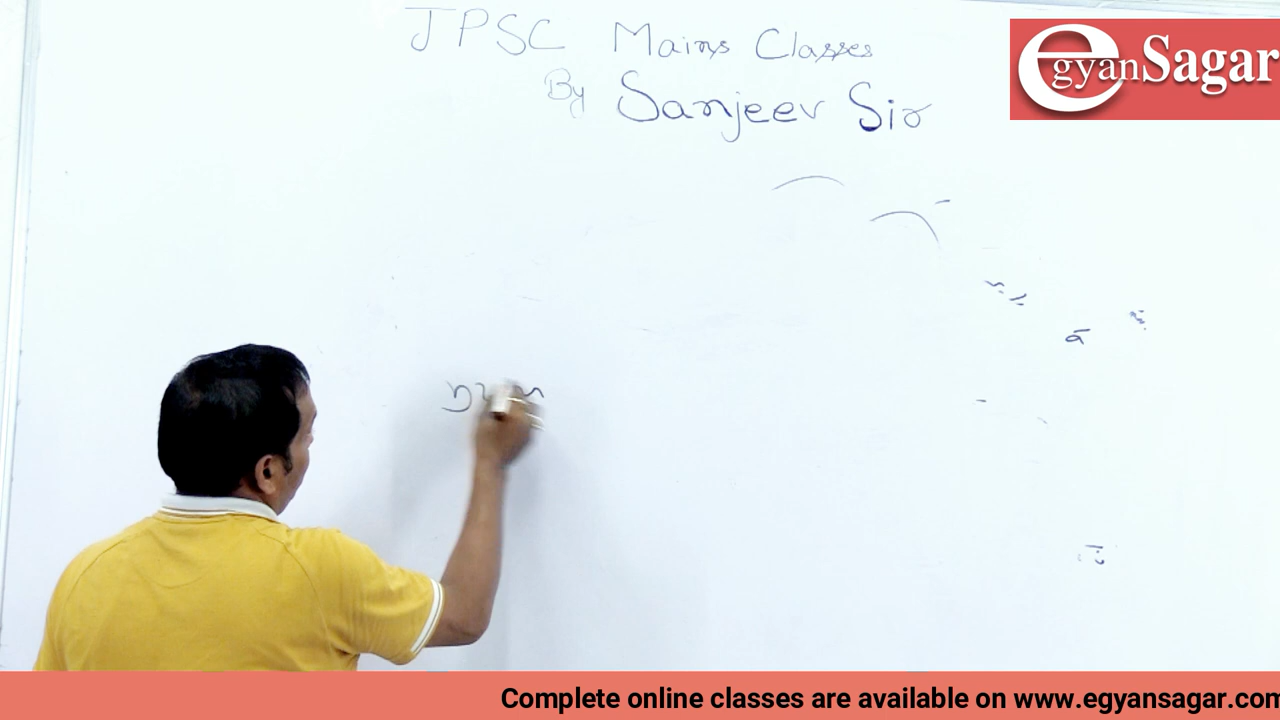 JPSC Mains Classes
By Sanjeev Sir
egyanSagar
Complete online classes are available on www.egyansagar.com